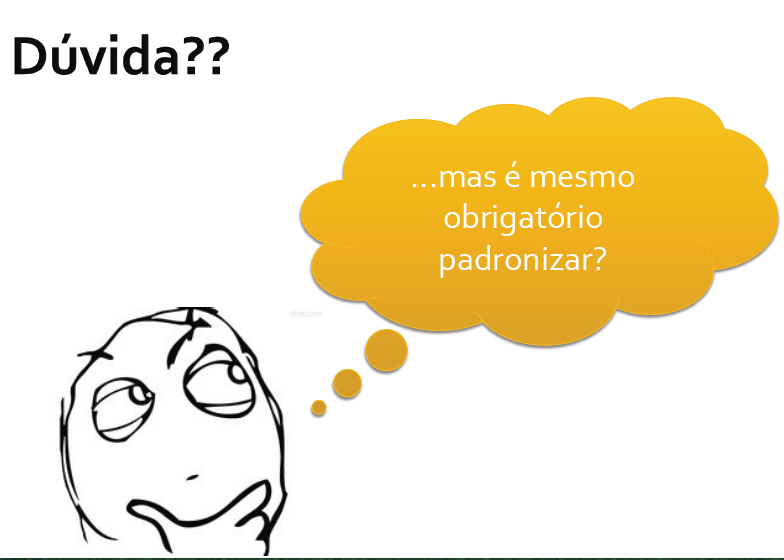 Dúvida??
...mas é mesmo
obrigatório
padronizar?